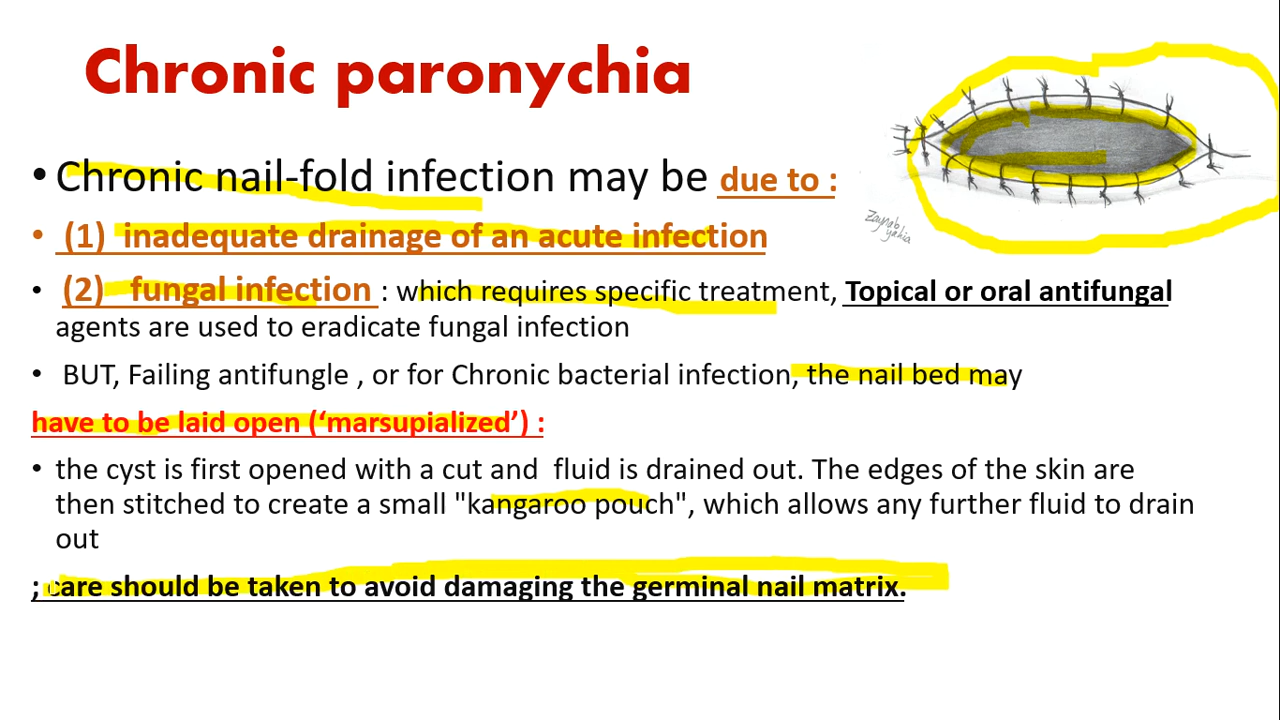 Chronic paronychia
• Chronic nail-fold infection may be due to :
• (1) inadequate drainage of an acute infection
• (2) fungal infection : which requires specific treatment, Topical or oral antifungal
agents are used to eradicate fungal infection
• BUT, Failing antifungle , or for Chronic bacterial infection, the nail bed may
have to be laid open (‘marsupialized’) :
• the cyst is first opened with a cut and fluid is drained out. The edges of the skin are
then stitched to create a small "kangaroo pouch", which allows any further fluid to drain
out
; care should be taken to avoid damaging the germinal nail matrix.
Zaynab
yahia